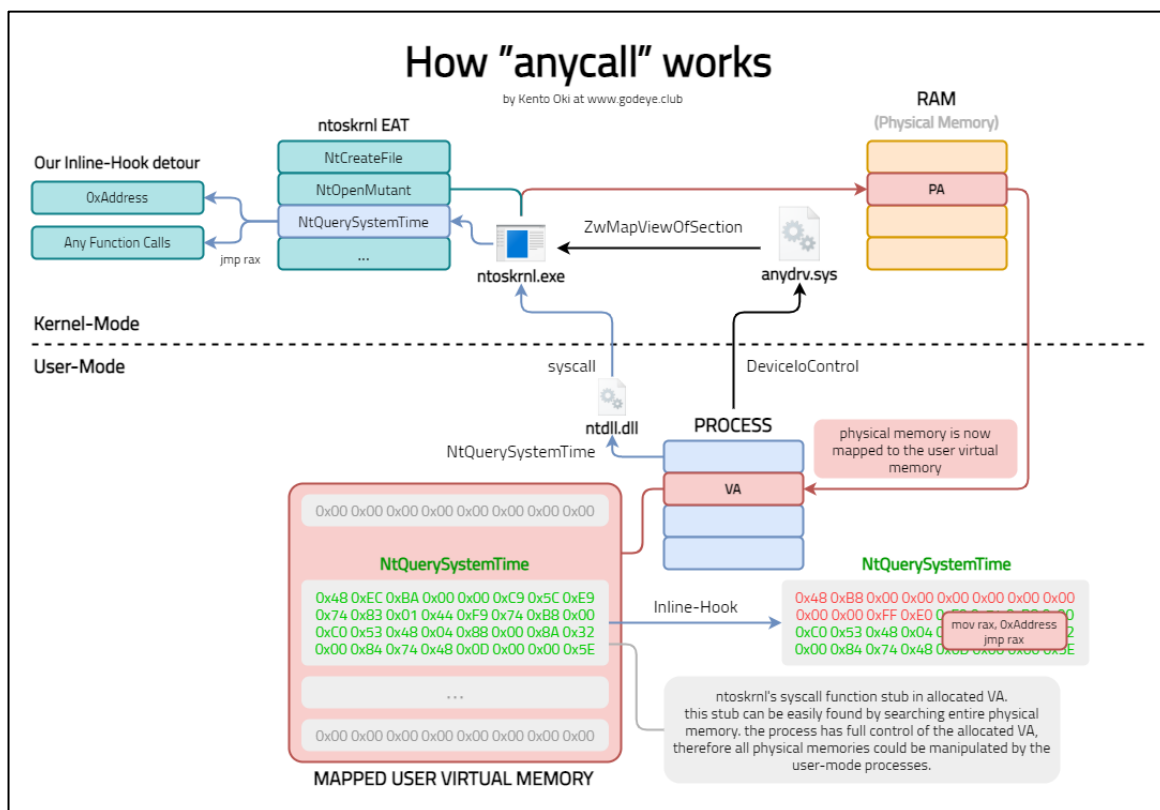 How "anycall" works
by Kento Oki at www.godeye.club
ntoskrnl EAT
NtCreateFile
NtOpenMutant
NtQuerySystemTime
...
Our Inline-Hook detour
0xAddress
Any Function Calls
jmp rax
ntoskrnl.exe
ZwMapViewOfSection
anydrv.sys
RAM
(Physical Memory)
PA
Kernel-Mode
User-Mode
syscall
ntdll.dll
NtQuerySystemTime
DeviceIoControl
PROCESS
VA
physical memory is now
mapped to the user virtual
memory
0x00 0x00 0x00 0x00 0x00 0x00 0x00 0x00
NtQuerySystemTime
0x48 0xEC 0xBA 0x00 0x00 0xC9 0x5C 0xE9
0x74 0x83 0x01 0x44 0xF9 0x74 0xB8 0x00
0xC0 0x53 0x48 0x04 0x88 0x00 0x8A 0x32
0x00 0x84 0x74 0x48 0x0D 0x00 0x00 0x5E
...
0x00 0x00 0x00 0x00 0x00 0x00 0x00 0x00
MAPPED USER VIRTUAL MEMORY
Inline-Hook
NtQuerySystemTime
0x48 0xB8 0x00 0x00 0x00 0x00 0x00 0x00
0x00 0x00 0xFF 0xE0
0xC0 0x53 0x48 0x04
0x00 0x84 0x74 0x48
mov rax, 0xAddress
jmp rax
ntoskrnl's syscall function stub in allocated VA.
this stub can be easily found by searching entire physical
memory. the process has full control of the allocated VA,
therefore all physical memories could be manipulated by the
user-mode processes.